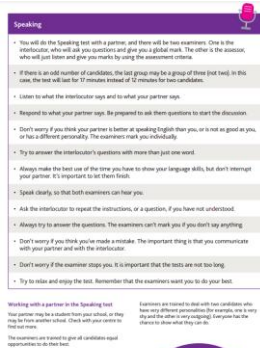 Speaking
• You will do the Speaking test with a partner, and there will be two examiners. One is the
interlocutor, who will ask you questions and give you a global mark. The other is the assessor,
who will just listen and give you marks by using the assessment criteria.
• If there is an odd number of candidates, the last group may be a group of three (not two). In this
case, the test will last for 17 minutes instead of 12 minutes for two candidates.
• Listen to what the interlocutor says and to what your partner says.
• Respond to what your partner says. Be prepared to ask them questions to start the discussion.
• Don't worry if you think your partner is better at speaking English than you, or is not as good as you,
or has a different personality. The examiners mark you individually.
• Try to answer the interlocutor's questions with more than just one word.
• Always make the best use of the time you have to show your language skills, but don't interrupt
your partner. It's important to let them finish.
• Speak clearly, so that both examiners can hear you.
• Ask the interlocutor to repeat the instructions, or a question, if you have not understood.
• Always try to answer the questions. The examiners can't mark you if you don't say anything.
• Don't worry if you think you've made a mistake. The important thing is that you communicate
with your partner and with the interlocutor.
• Don't worry if the examiner stops you. It is important that the tests are not too long.
• Try to relax and enjoy the test. Remember that the examiners want you to do your best.
Working with a partner in the Speaking test
Your partner may be a student from your school, or they
may be from another school. Check with your centre to
find out more.
The examiners are trained to give all candidates equal
opportunities to do their best.
Examiners are trained to deal with two candidates who
have very different personalities (for example, one is very
shy and the other is very outgoing). Everyone has the
chance to show what they can do.